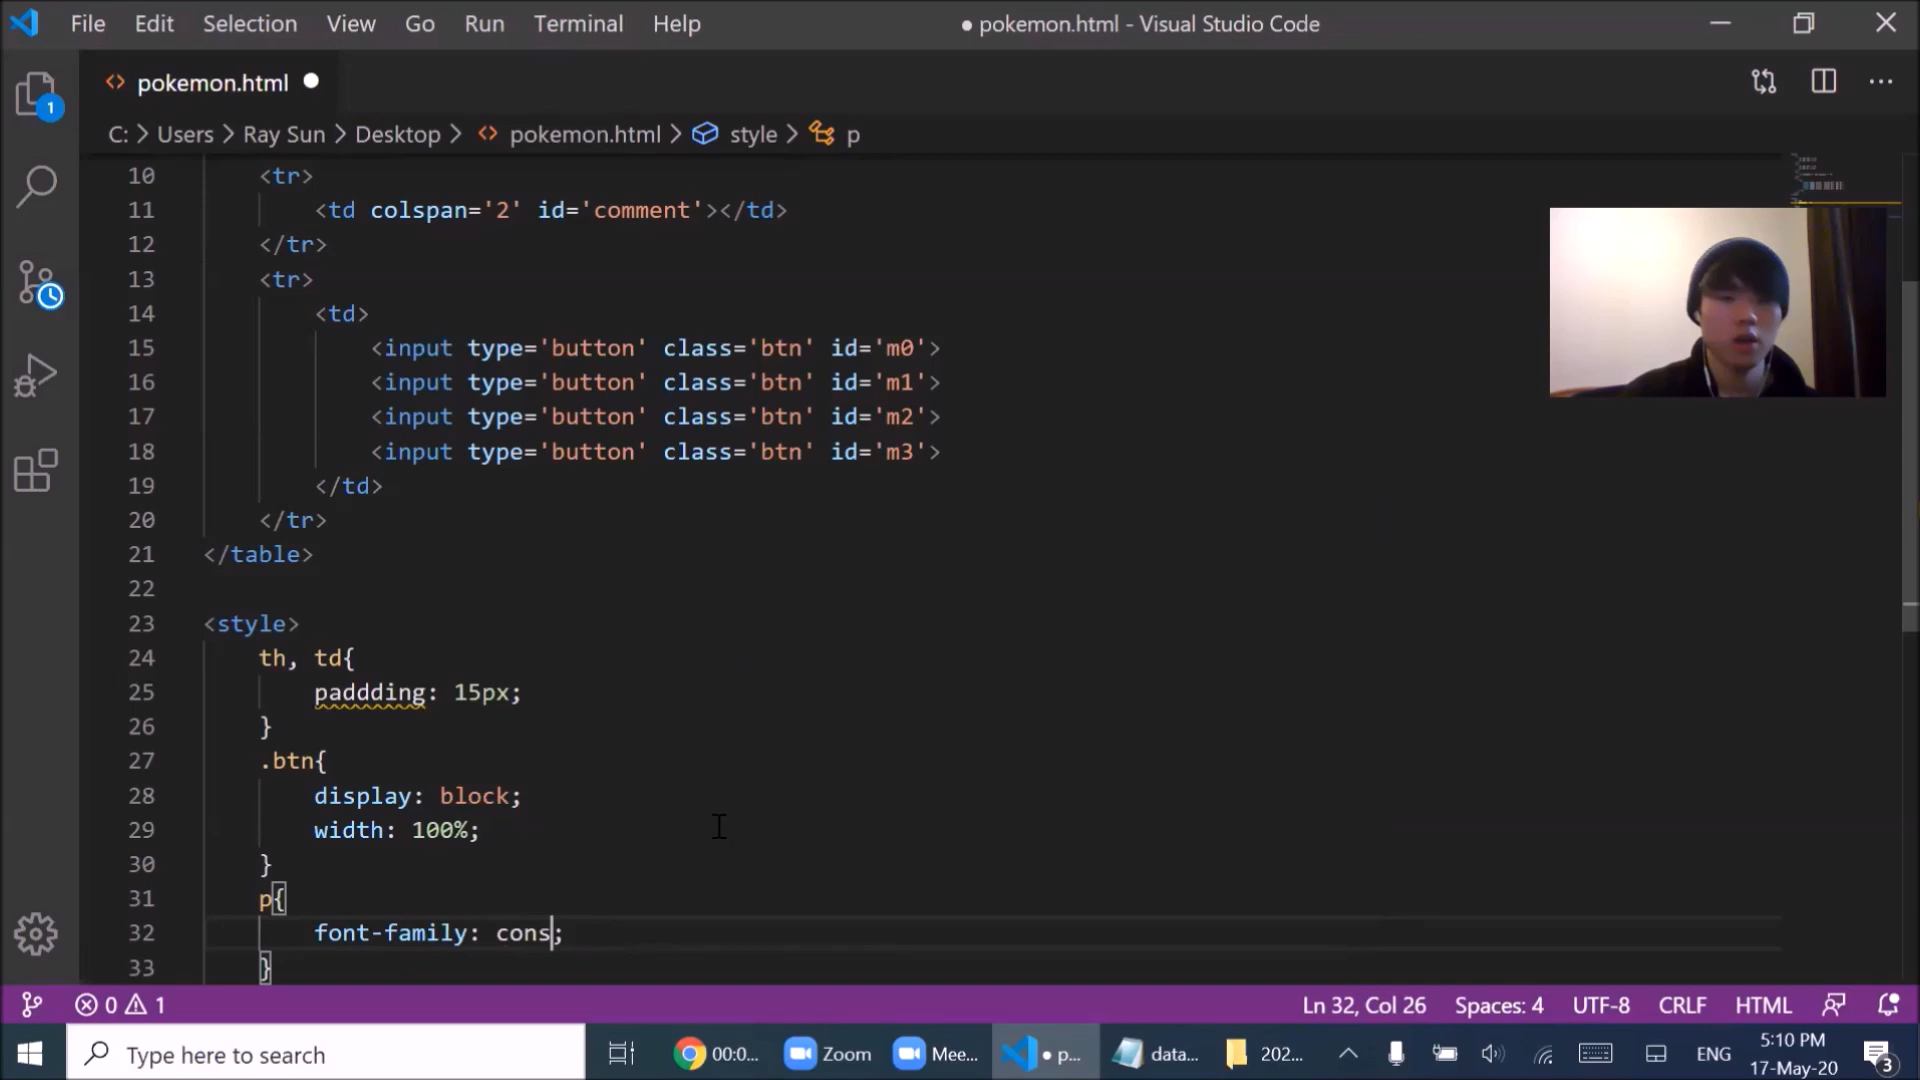 File Edit Selection View Go Run Terminal Help ● pokemon.html - Visual Studio Code
pokemon.html
1
C: > Users > Ray Sun > Desktop > pokemon.html > style > p
10 <tr>
11 <td colspan='2' id='comment'></td>
12 </tr>
13 <tr>
14 <td>
15 <input type='button' class='btn' id='m0'>
16 <input type='button' class='btn' id='m1'>
17 <input type='button' class='btn' id='m2'>
18 <input type='button' class='btn' id='m3'>
19 </td>
20 </tr>
21 </table>
22
23 <style>
24 th, td{
25 paddding: 15px;
26 }
27 .btn{
28 display: block;
29 width: 100%;
30 }
31 p{
32 font-family: cons;
33 }
0 1 Ln 32, Col 26 Spaces: 4 UTF-8 CRLF HTML
Type here to search 00:0... Zoom Mee... ● p... data... 202... ENG 5:10 PM
17-May-20 3